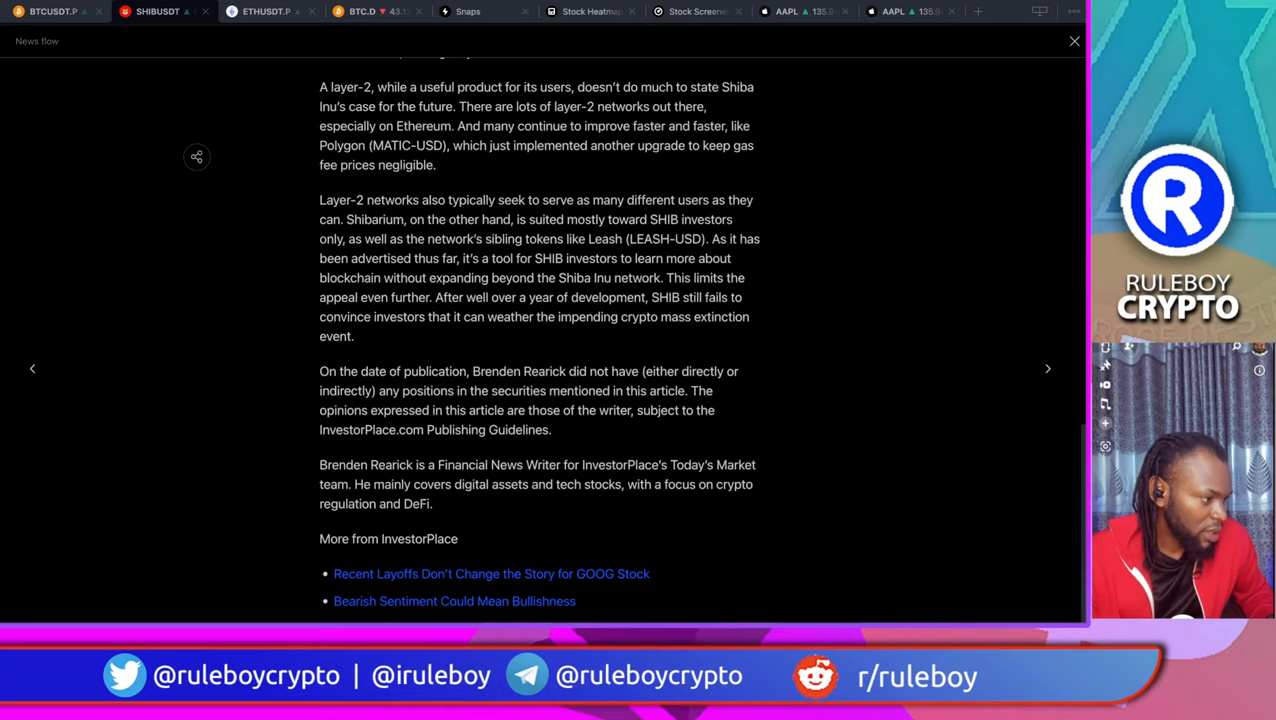 BTCUSDT.P
SHIBUSDT
ETHUSDT.P
BTC.D 43.1
Snaps
Stock Heatmap
Stock Screener
AAPL 135.9
AAPL 135.9
News flow
A layer-2, while a useful product for its users, doesn't do much to state Shiba
Inu's case for the future. There are lots of layer-2 networks out there,
especially on Ethereum. And many continue to improve faster and faster, like
Polygon (MATIC-USD), which just implemented another upgrade to keep gas
fee prices negligible.
Layer-2 networks also typically seek to serve as many different users as they
can. Shibarium, on the other hand, is suited mostly toward SHIB investors
only, as well as the network's sibling tokens like Leash (LEASH-USD). As it has
been advertised thus far, it's a tool for SHIB investors to learn more about
blockchain without expanding beyond the Shiba Inu network. This limits the
appeal even further. After well over a year of development, SHIB still fails to
convince investors that it can weather the impending crypto mass extinction
event.
On the date of publication, Brenden Rearick did not have (either directly or
indirectly) any positions in the securities mentioned in this article. The
opinions expressed in this article are those of the writer, subject to the
InvestorPlace.com Publishing Guidelines.
Brenden Rearick is a Financial News Writer for InvestorPlace's Today's Market
team. He mainly covers digital assets and tech stocks, with a focus on crypto
regulation and DeFi.
More from InvestorPlace
Recent Layoffs Don't Change the Story for GOOG Stock
Bearish Sentiment Could Mean Bullishness
R
RULEBOY
CRYPTO
@ruleboycrypto | @iruleboy
@ruleboycrypto
r/ruleboy